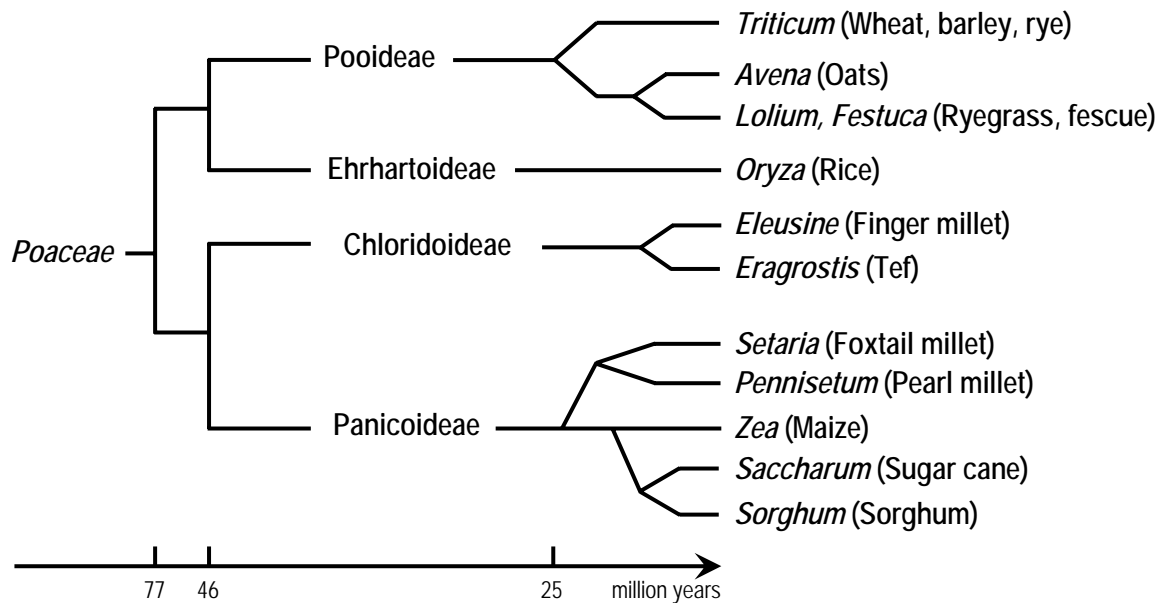 Triticum (Wheat, barley, rye)
Pooideae
Avena (Oats)
Lolium, Festuca (Ryegrass, fescue)
Ehrhartoideae
Oryza (Rice)
Poaceae
Eleusine (Finger millet)
Chloridoideae
Eragrostis (Tef)
Setaria (Foxtail millet)
Pennisetum (Pearl millet)
Panicoideae
Zea (Maize)
Saccharum (Sugar cane)
Sorghum (Sorghum)
77 46 25 million years